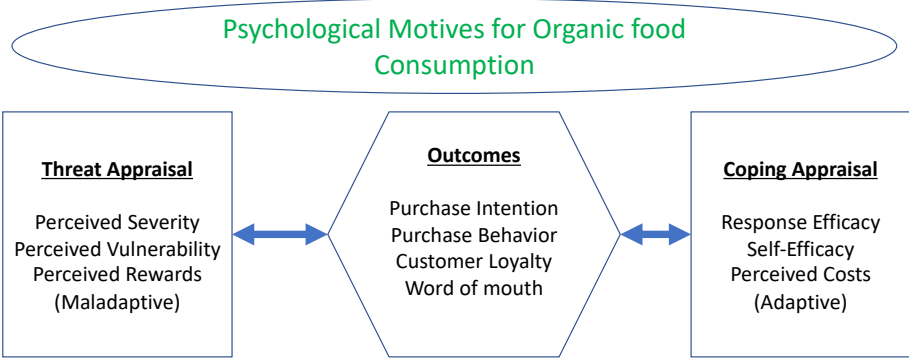 Psychological Motives for Organic food
Consumption
Threat Appraisal
Perceived Severity
Perceived Vulnerability
Perceived Rewards
(Maladaptive)
Outcomes
Purchase Intention
Purchase Behavior
Customer Loyalty
Word of mouth
Coping Appraisal
Response Efficacy
Self-Efficacy
Perceived Costs
(Adaptive)